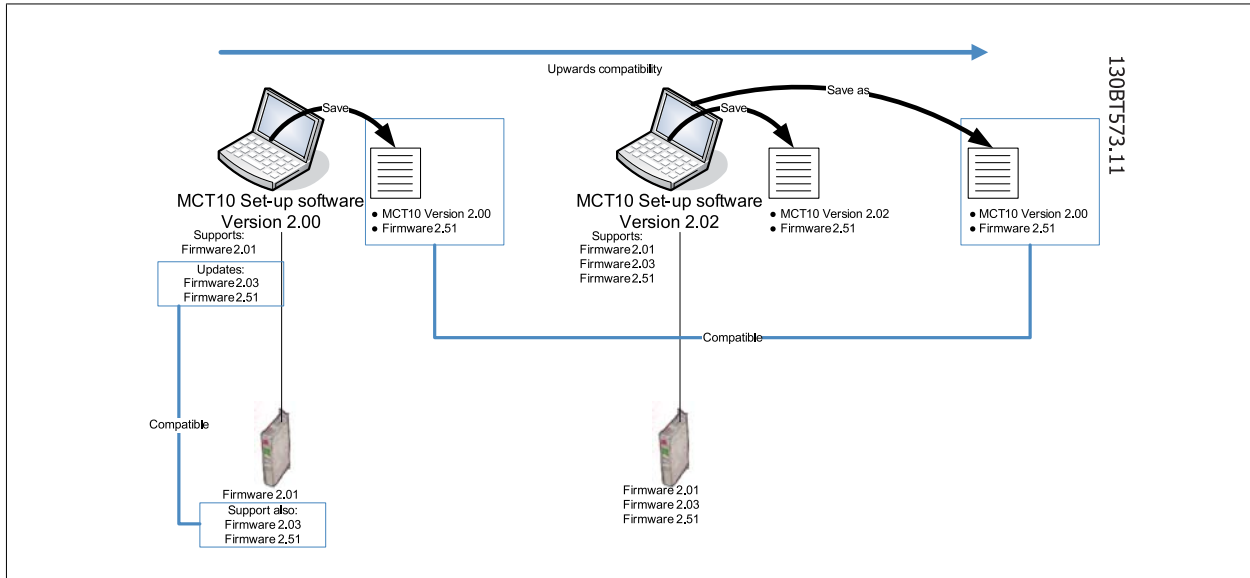 Upwards compatibility
130BT573.11
Save
Save
Save as
MCT10 Set-up software
Version 2.00
• MCT10 Version 2.00
• Firmware 2.51
Supports:
Firmware 2.01
Updates:
Firmware 2.03
Firmware 2.51
MCT10 Set-up software
Version 2.02
• MCT10 Version 2.02
• Firmware 2.51
• MCT10 Version 2.00
• Firmware 2.51
Supports:
Firmware 2.01
Firmware 2.03
Firmware 2.51
Compatible
Compatible
Firmware 2.01
Support also:
Firmware 2.03
Firmware 2.51
Firmware 2.01
Firmware 2.03
Firmware 2.51